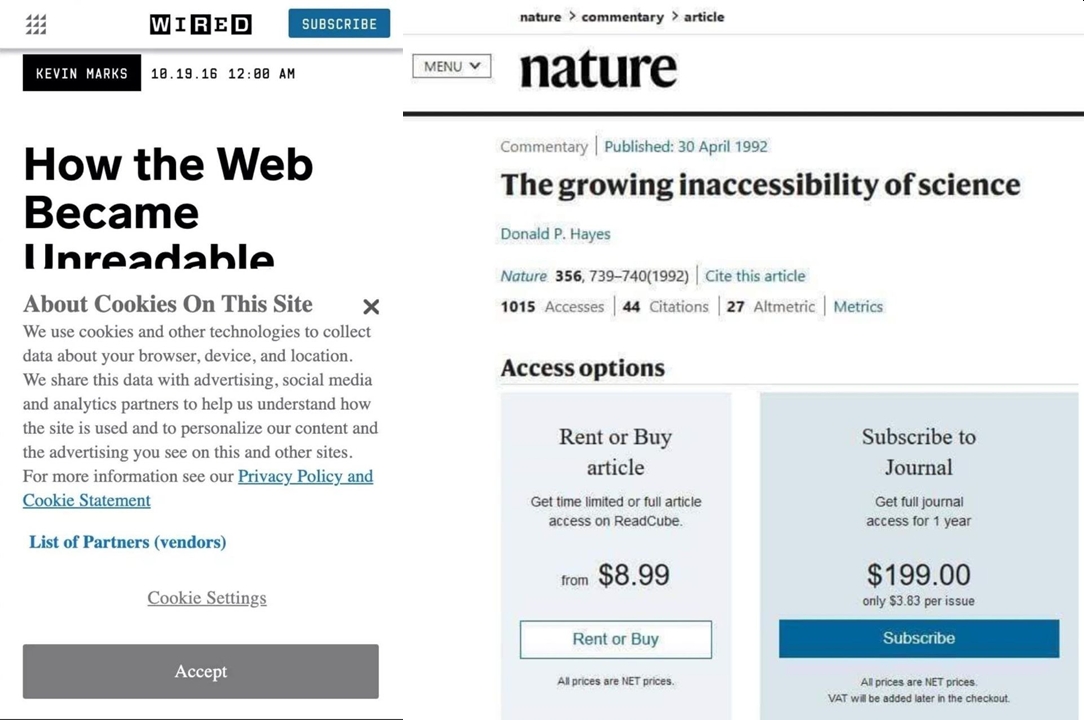 WIRED
SUBSCRIBE
KEVIN MARKS 10.19.16 12:00 AM
How the Web
Became
Unreadable
About Cookies On This Site
We use cookies and other technologies to collect
data about your browser, device, and location.
We share this data with advertising, social media
and analytics partners to help us understand how
the site is used and to personalize our content and
the advertising you see on this and other sites.
For more information see our Privacy Policy and
Cookie Statement
List of Partners (vendors)
Cookie Settings
Accept
nature > commentary > article
MENU
nature
Commentary | Published: 30 April 1992
The growing inaccessibility of science
Donald P. Hayes
Nature 356, 739–740(1992) | Cite this article
1015 Accesses | 44 Citations | 27 Altmetric | Metrics
Access options
Rent or Buy
article
Get time limited or full article
access on ReadCube.
from $8.99
Rent or Buy
All prices are NET prices.
Subscribe to
Journal
Get full journal
access for 1 year
$199.00
only $3.83 per issue
Subscribe
All prices are NET prices.
VAT will be added later in the checkout.